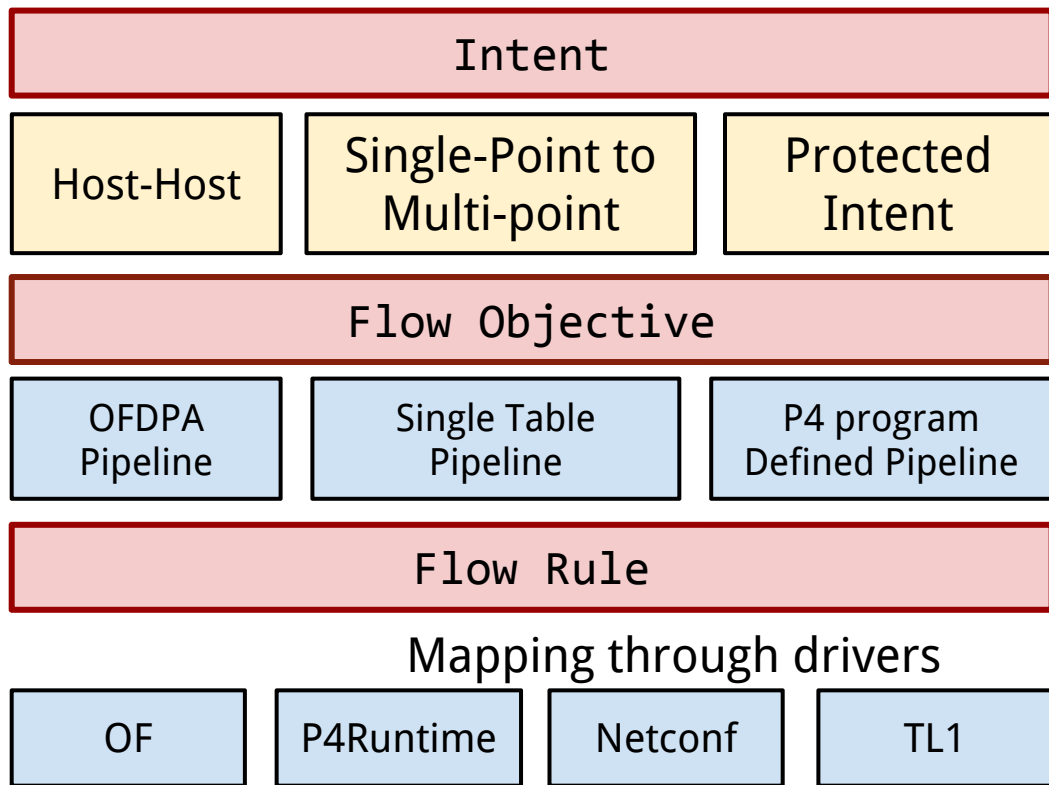 Intent
Host-Host
Single-Point to
Multi-point
Protected
Intent
Flow Objective
OFDPA
Pipeline
Single Table
Pipeline
P4 program
Defined Pipeline
Flow Rule
Mapping through drivers
OF
P4Runtime
Netconf
TL1